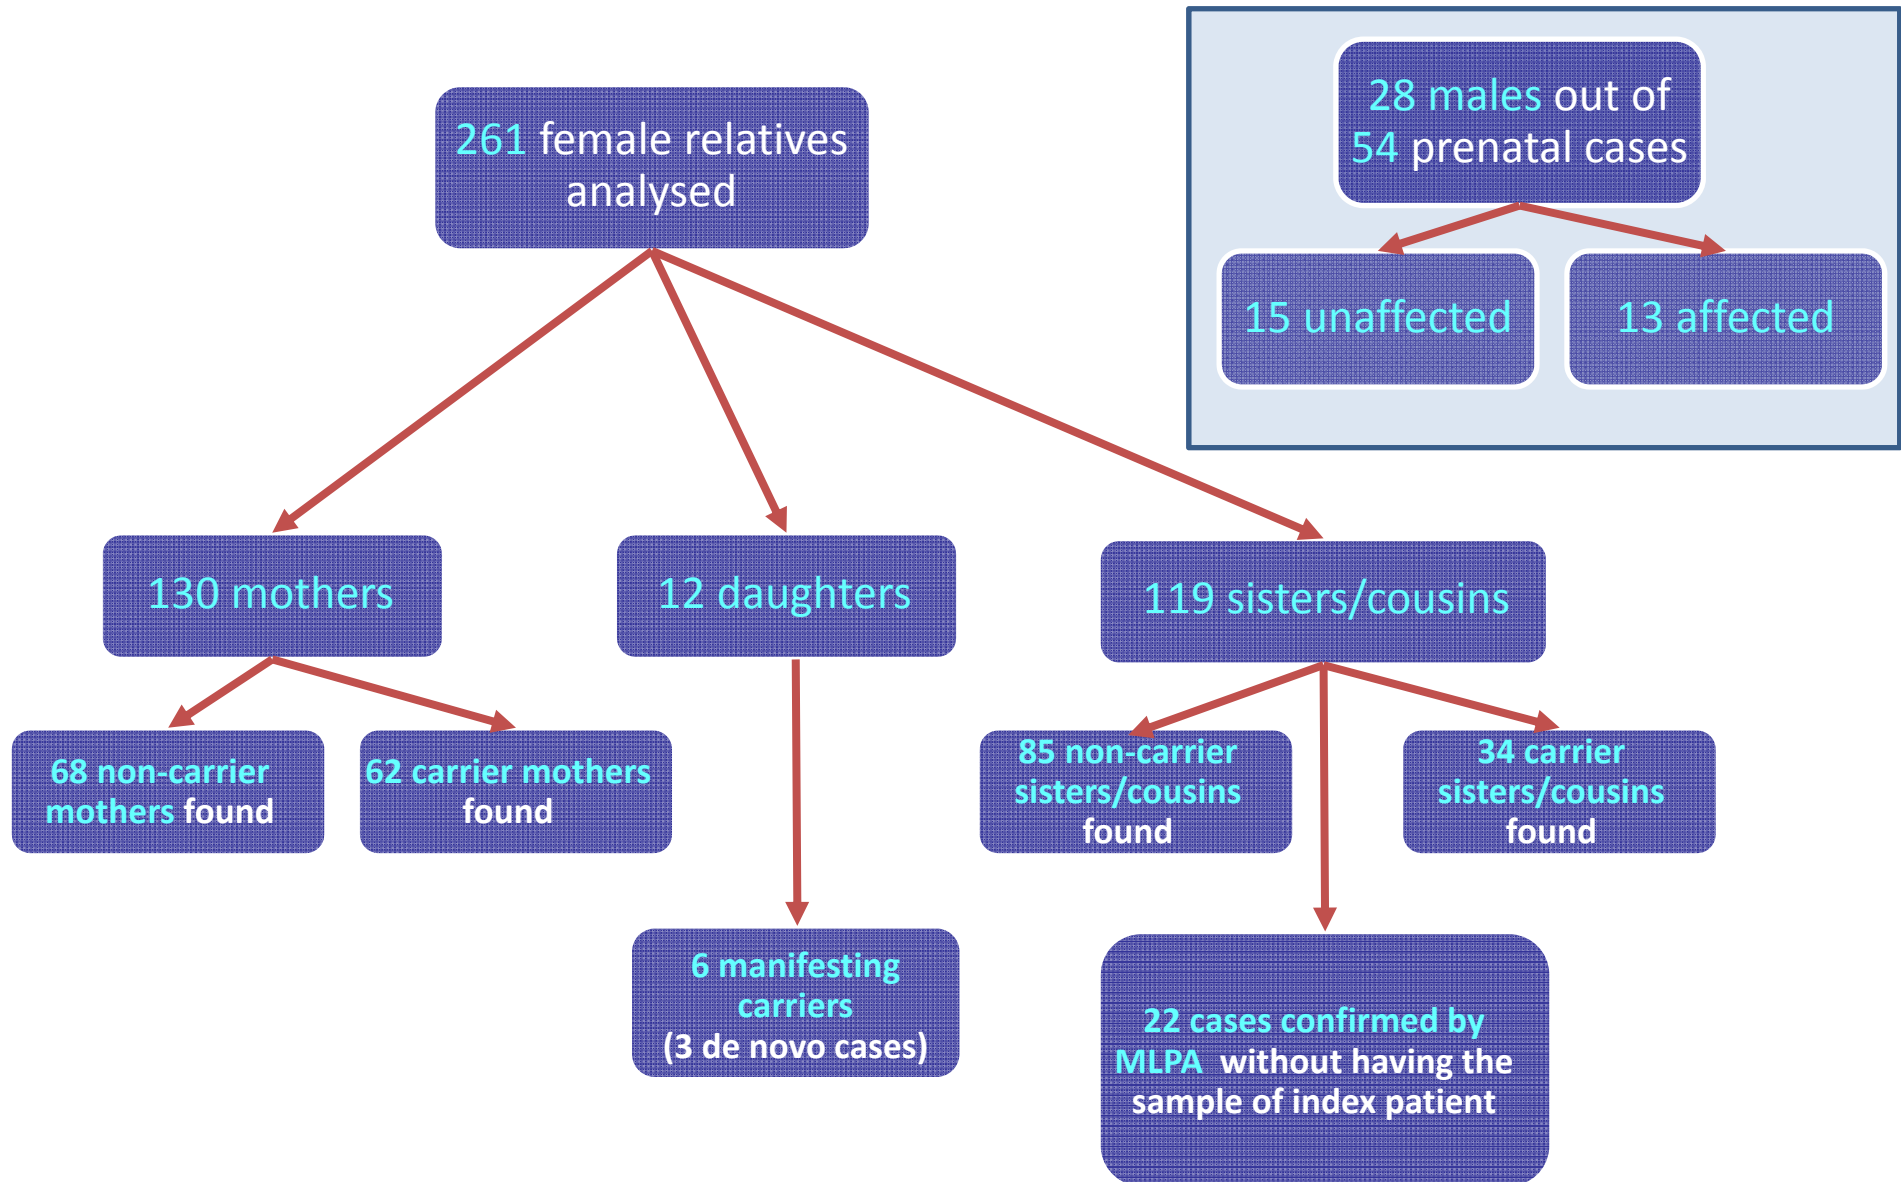 261 female relatives
analysed
28 males out of
54 prenatal cases
15 unaffected
13 affected
130 mothers
12 daughters
119 sisters/cousins
68 non-carrier
mothers found
62 carrier mothers
found
85 non-carrier
sisters/cousins
found
34 carrier
sisters/cousins
found
6 manifesting
carriers
(3 de novo cases)
22 cases confirmed by
MLPA without having the
sample of index patient